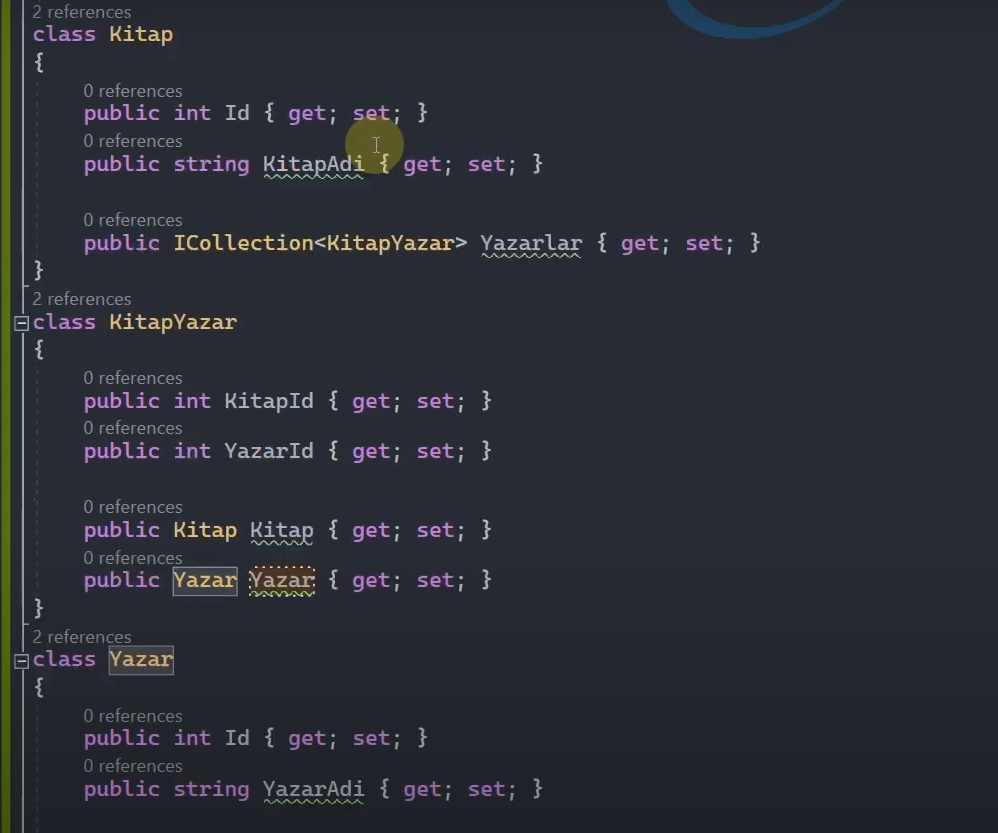 2 references
class Kitap
{
0 references
public int Id { get; set; }
0 references
public string KitapAdi { get; set; }
0 references
public ICollection<KitapYazar> Yazarlar { get; set; }
}
2 references
class KitapYazar
{
0 references
public int KitapId { get; set; }
0 references
public int YazarId { get; set; }
0 references
public Kitap Kitap { get; set; }
0 references
public Yazar Yazar { get; set; }
}
2 references
class Yazar
{
0 references
public int Id { get; set; }
0 references
public string YazarAdi { get; set; }